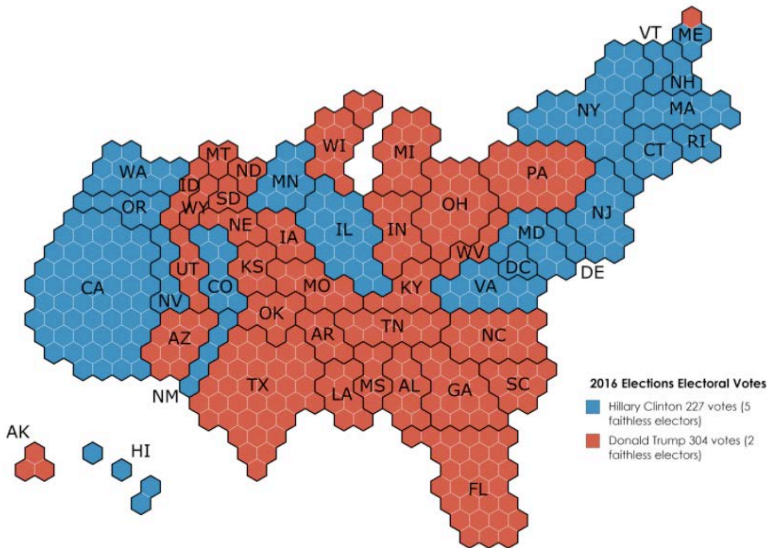 VT
ME
NH
NY
MA
CT
RI
WA
MT
ND
MN
WI
MI
PA
ID
SD
OR
WY
NE
IA
IL
IN
OH
NJ
MD
WV
DC
DE
CA
NV
UT
CO
KS
MO
KY
VA
AZ
OK
AR
TN
NC
NM
TX
LA
MS
AL
GA
SC
2016 Elections Electoral Votes
Hillary Clinton 227 votes (5
faithless electors)
Donald Trump 304 votes (2
faithless electors)
AK
HI
FL